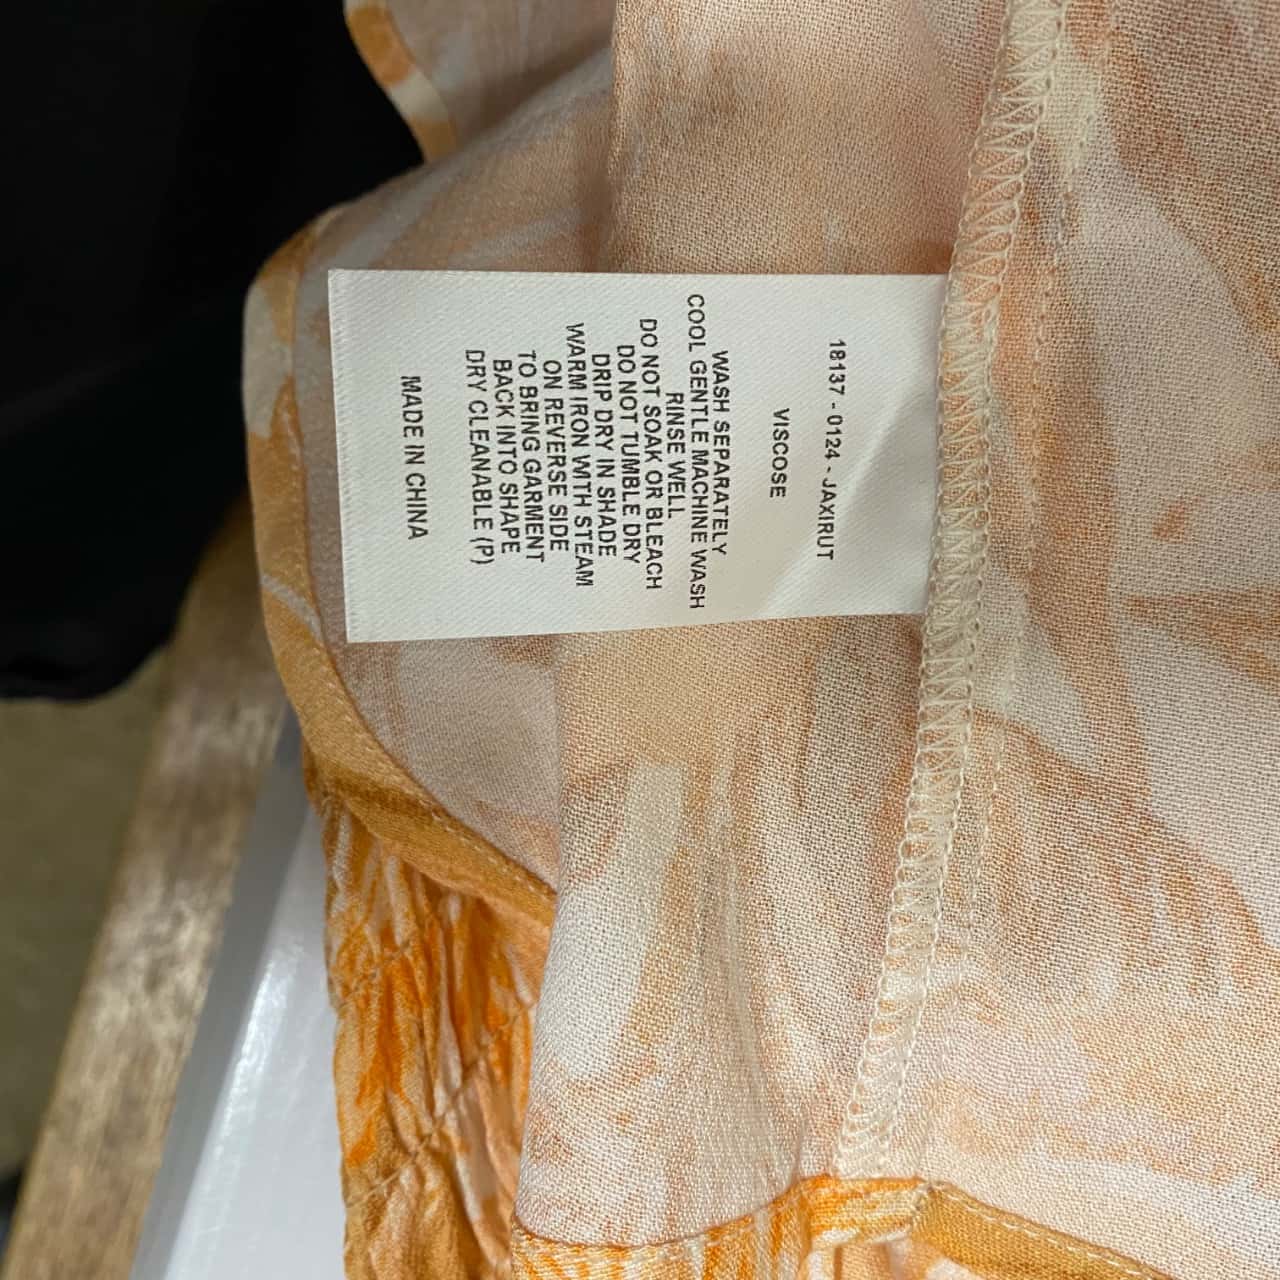 18137 - 0124 - JAXIRUT
VISCOSE
WASH SEPARATELY
COOL GENTLE MACHINE WASH
RINSE WELL
DO NOT SOAK OR BLEACH
DO NOT TUMBLE DRY
DRIP DRY IN SHADE
WARM IRON WITH STEAM
ON REVERSE SIDE
TO BRING GARMENT
BACK INTO SHAPE
DRY CLEANABLE (P)
MADE IN CHINA